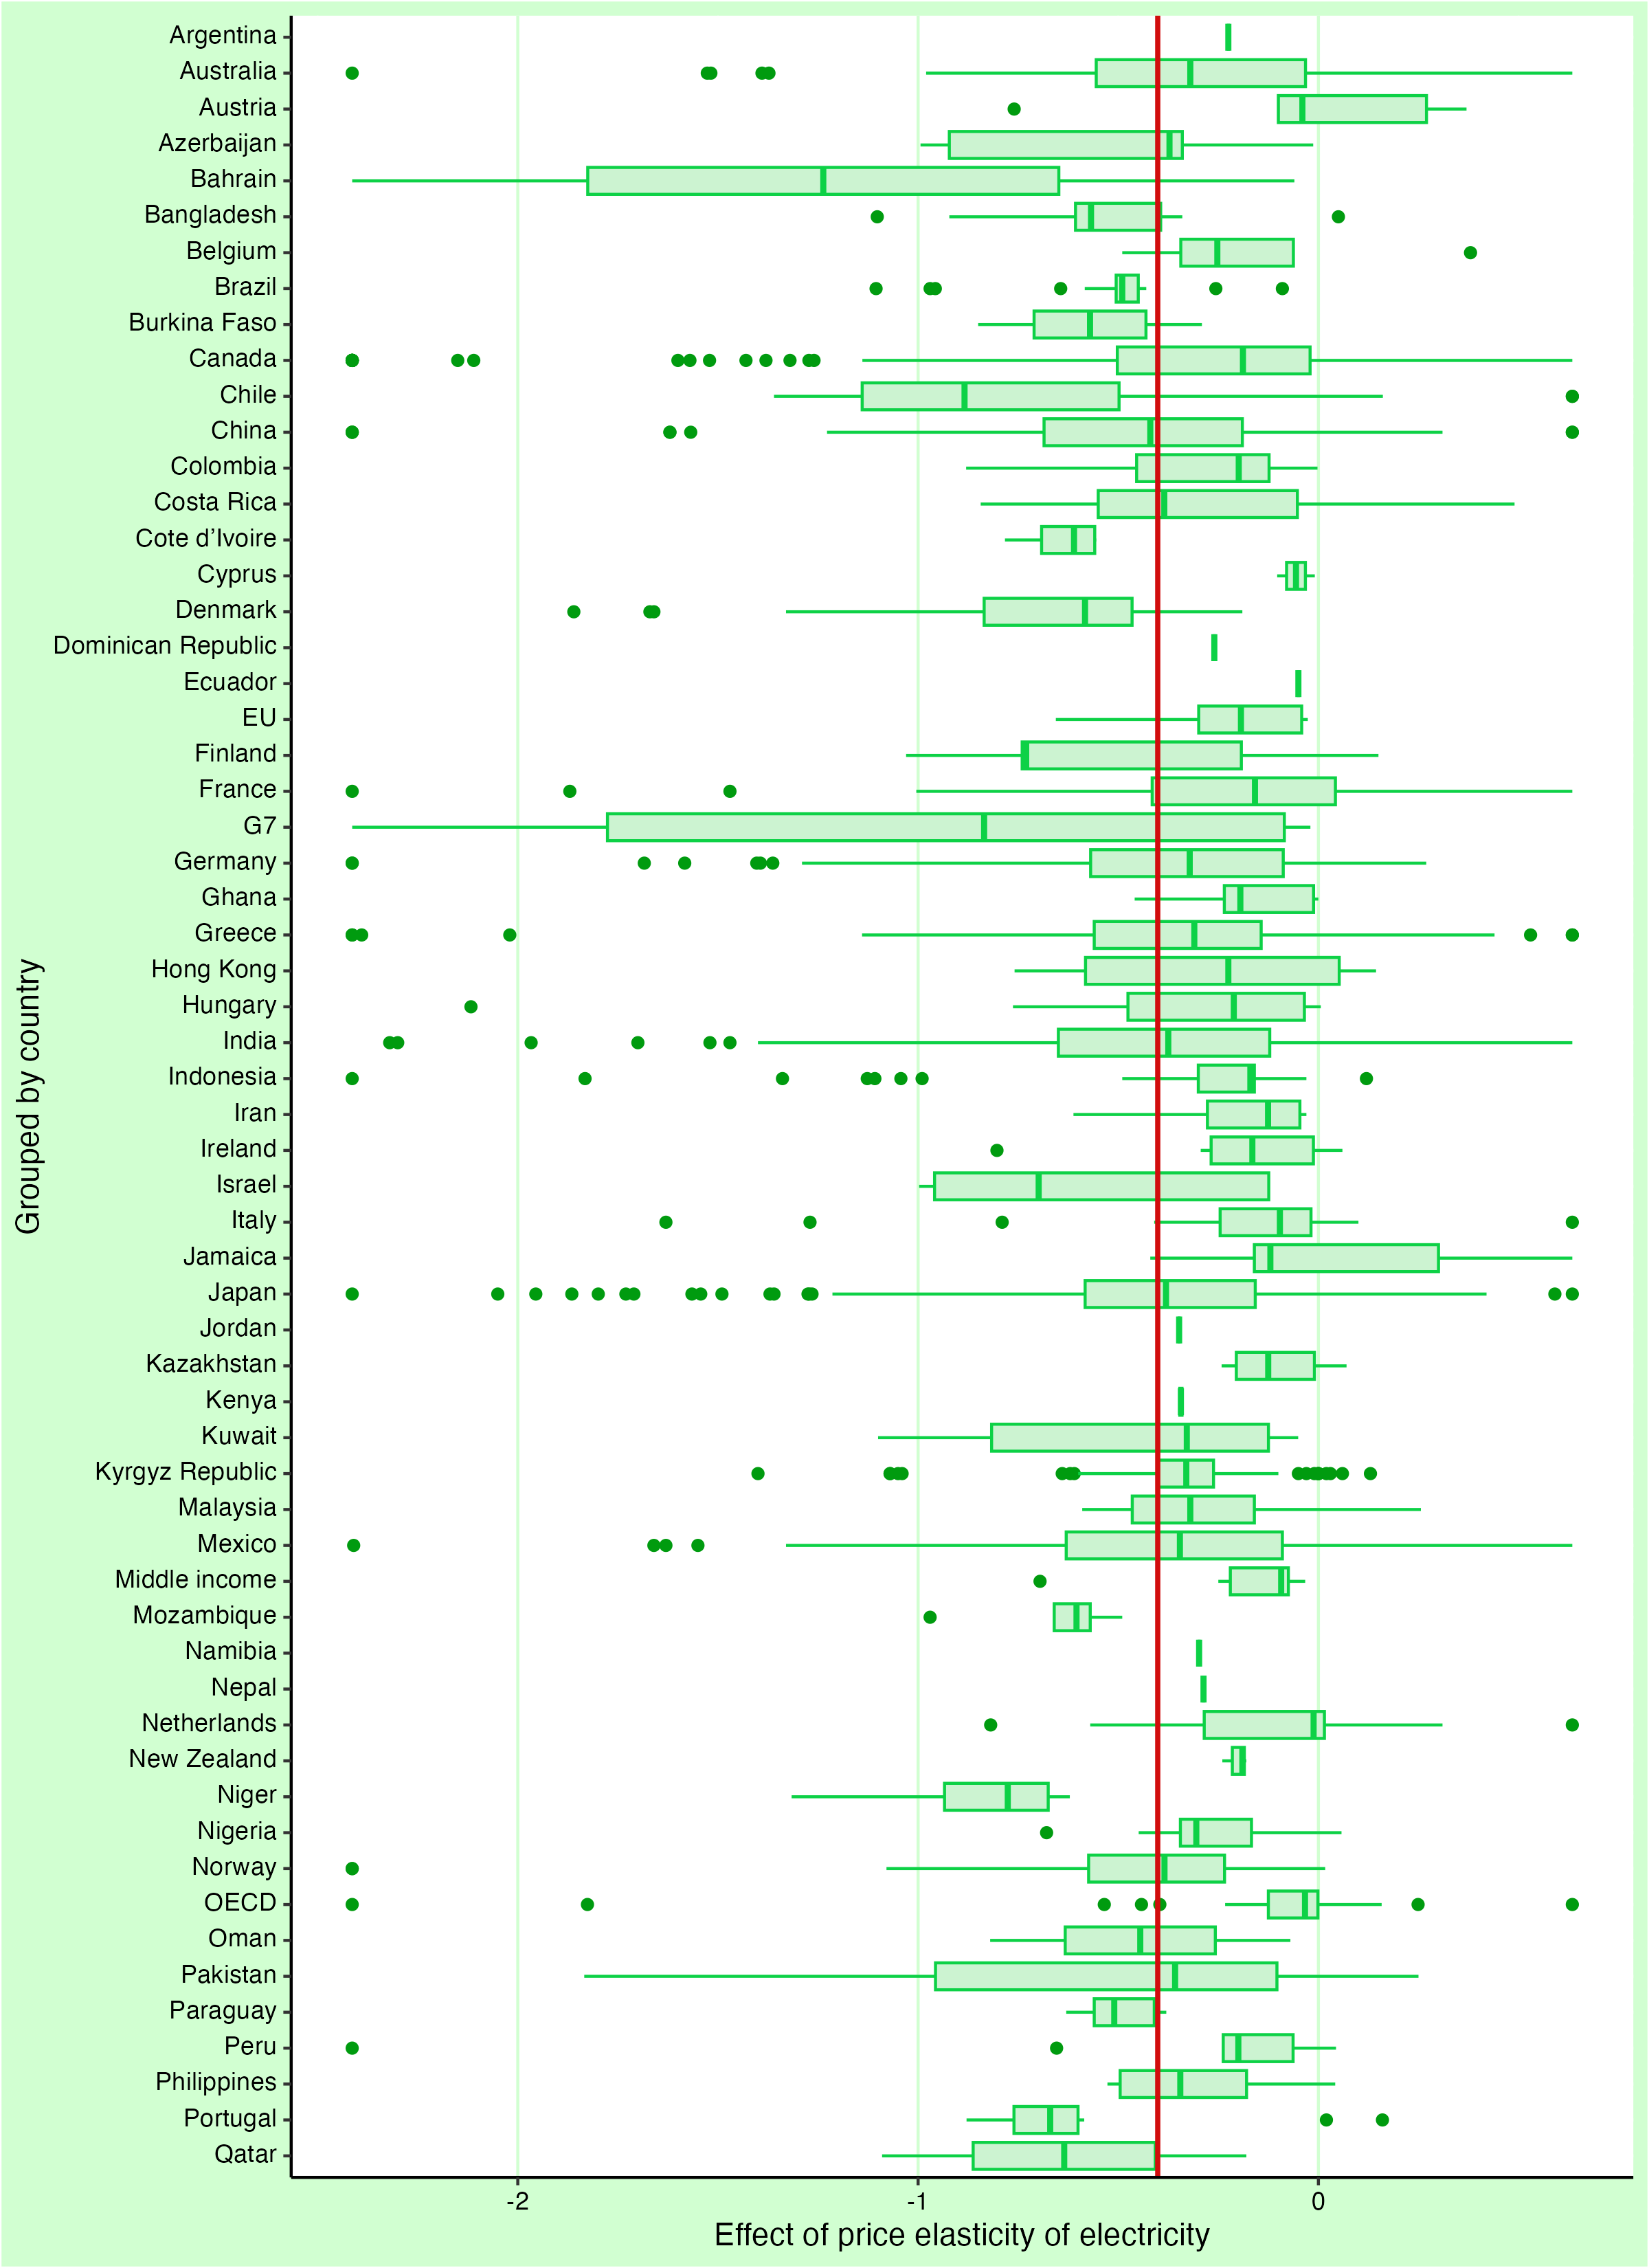 Argentina
Australia
Austria
Azerbaijan
Bahrain
Bangladesh
Belgium
Brazil
Burkina Faso
Canada
Chile
China
Colombia
Costa Rica
Cote d’Ivoire
Cyprus
Denmark
Dominican Republic
Ecuador
EU
Finland
France
G7
Germany
Ghana
Greece
Hong Kong
Hungary
India
Indonesia
Iran
Ireland
Israel
Italy
Jamaica
Japan
Jordan
Kazakhstan
Kenya
Kuwait
Kyrgyz Republic
Malaysia
Mexico
Middle income
Mozambique
Namibia
Nepal
Netherlands
New Zealand
Niger
Nigeria
Norway
OECD
Oman
Pakistan
Paraguay
Peru
Philippines
Portugal
Qatar
Grouped by country
-2 -1 0
Effect of price elasticity of electricity